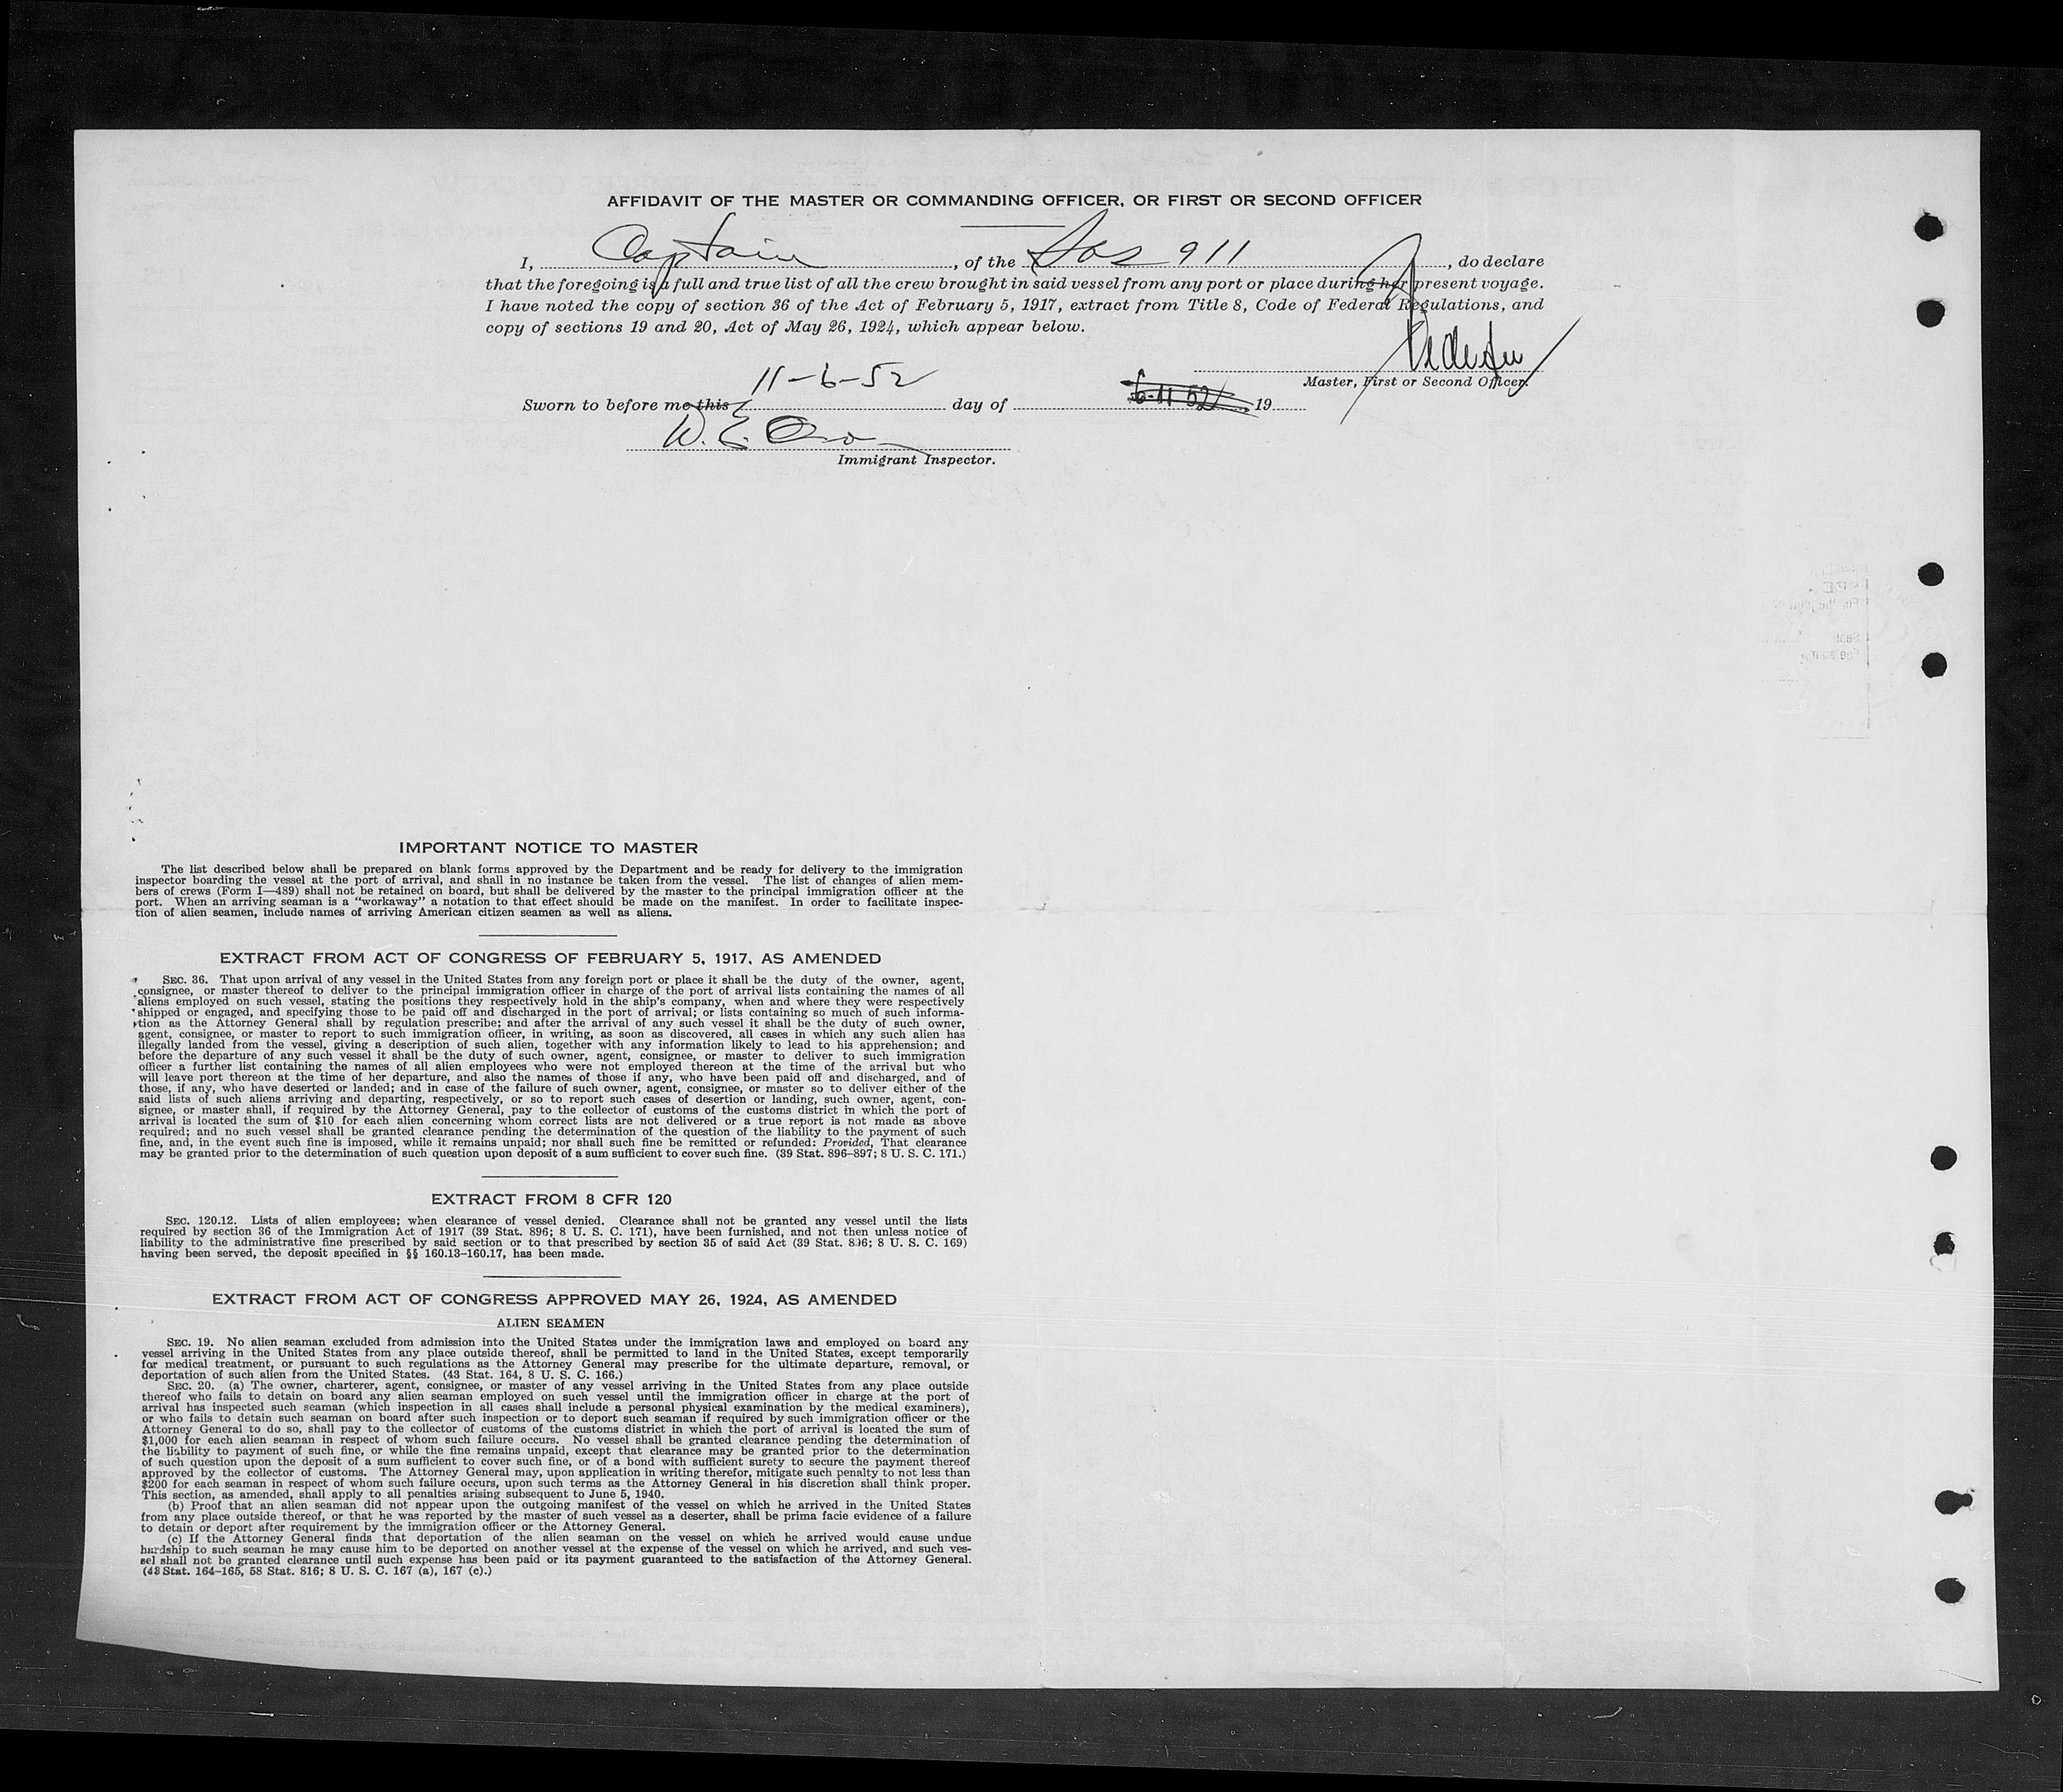 AFFIDAVIT OF THE MASTER OR COMMANDING OFFICER, OR FIRST OR SECOND OFFICER
I, Captain, of the Sas 911, do declare
that the foregoing is a full and true list of all the crew brought in said vessel from any port or place during her present voyage.
I have noted the copy of section 36 of the Act of February 5, 1917, extract from Title 8, Code of Federal Regulations, and
copy of sections 19 and 20, Act of May 26, 1924, which appear below.
Master, First or Second Officer.
Sworn to before me this 11-6-52 day of 6-11 52 19
W. E.
Immigrant Inspector.
IMPORTANT NOTICE TO MASTER
The list described below shall be prepared on blank forms approved by the Department and be ready for delivery to the immigration
inspector boarding the vessel at the port of arrival, and shall in no instance be taken from the vessel. The list of changes of alien mem-
bers of crews (Form I—489) shall not be retained on board, but shall be delivered by the master to the principal immigration officer at the
port. When an arriving seaman is a "workaway" a notation to that effect should be made on the manifest. In order to facilitate inspec-
tion of alien seamen, include names of arriving American citizen seamen as well as aliens.
EXTRACT FROM ACT OF CONGRESS OF FEBRUARY 5, 1917, AS AMENDED
SEC. 36. That upon arrival of any vessel in the United States from any foreign port or place it shall be the duty of the owner, agent,
consignee, or master thereof to deliver to the principal immigration officer in charge of the port of arrival lists containing the names of all
aliens employed on such vessel, stating the positions they respectively hold in the ship's company, when and where they were respectively
shipped or engaged, and specifying those to be paid off and discharged in the port of arrival; or lists containing so much of such informa-
tion as the Attorney General shall by regulation prescribe; and after the arrival of any such vessel it shall be the duty of such owner,
agent, consignee, or master to report to such immigration officer, in writing, as soon as discovered, all cases in which any such alien has
illegally landed from the vessel, giving a description of such alien, together with any information likely to lead to his apprehension; and
before the departure of any such vessel it shall be the duty of such owner, agent, consignee, or master to deliver to such immigration
officer a further list containing the names of all alien employees who were not employed thereon at the time of the arrival but who
will leave port thereon at the time of her departure, and also the names of those if any, who have been paid off and discharged, and of
those, if any, who have deserted or landed; and in case of the failure of such owner, agent, consignee, or master so to deliver either of the
said lists of such aliens arriving and departing, respectively, or so to report such cases of desertion or landing, such owner, agent, con-
signee, or master shall, if required by the Attorney General, pay to the collector of customs of the customs district in which the port of
arrival is located the sum of $10 for each alien concerning whom correct lists are not delivered or a true report is not made as above
required; and no such vessel shall be granted clearance pending the determination of the question of the liability to the payment of such
fine, and, in the event such fine is imposed, while it remains unpaid; nor shall such fine be remitted or refunded: Provided, That clearance
may be granted prior to the determination of such question upon deposit of a sum sufficient to cover such fine. (39 Stat. 896–897; 8 U. S. C. 171.)
EXTRACT FROM 8 CFR 120
SEC. 120.12. Lists of alien employees; when clearance of vessel denied. Clearance shall not be granted any vessel until the lists
required by section 36 of the Immigration Act of 1917 (39 Stat. 896; 8 U. S. C. 171), have been furnished, and not then unless notice of
liability to the administrative fine prescribed by said section or to that prescribed by section 35 of said Act (39 Stat. 896; 8 U. S. C. 169)
having been served, the deposit specified in §§ 160.13–160.17, has been made.
EXTRACT FROM ACT OF CONGRESS APPROVED MAY 26, 1924, AS AMENDED
ALIEN SEAMEN
SEC. 19. No alien seaman excluded from admission into the United States under the immigration laws and employed on board any
vessel arriving in the United States from any place outside thereof, shall be permitted to land in the United States, except temporarily
for medical treatment, or pursuant to such regulations as the Attorney General may prescribe for the ultimate departure, removal, or
deportation of such alien from the United States. (43 Stat. 164, 8 U. S. C. 166.)
SEC. 20. (a) The owner, charterer, agent, consignee, or master of any vessel arriving in the United States from any place outside
thereof who fails to detain on board any alien seaman employed on such vessel until the immigration officer in charge at the port of
arrival has inspected such seaman (which inspection in all cases shall include a personal physical examination by the medical examiners),
or who fails to detain such seaman on board after such inspection or to deport such seaman if required by such immigration officer or the
Attorney General to do so, shall pay to the collector of customs of the customs district in which the port of arrival is located the sum of
$1,000 for each alien seaman in respect of whom such failure occurs. No vessel shall be granted clearance pending the determination of
the liability to payment of such fine, or while the fine remains unpaid, except that clearance may be granted prior to the determination
of such question upon the deposit of a sum sufficient to cover such fine, or of a bond with sufficient surety to secure the payment thereof
approved by the collector of customs. The Attorney General may, upon application in writing therefor, mitigate such penalty to not less than
$200 for each seaman in respect of whom such failure occurs, upon such terms as the Attorney General in his discretion shall think proper.
This section, as amended, shall apply to all penalties arising subsequent to June 5, 1940.
(b) Proof that an alien seaman did not appear upon the outgoing manifest of the vessel on which he arrived in the United States
from any place outside thereof, or that he was reported by the master of such vessel as a deserter, shall be prima facie evidence of a failure
to detain or deport after requirement by the immigration officer or the Attorney General.
(c) If the Attorney General finds that deportation of the alien seaman on the vessel on which he arrived would cause undue
hardship to such seaman he may cause him to be deported on another vessel at the expense of the vessel on which he arrived, and such ves-
sel shall not be granted clearance until such expense has been paid or its payment guaranteed to the satisfaction of the Attorney General.
(43 Stat. 164–165, 58 Stat. 816; 8 U. S. C. 167 (a), 167 (c).)